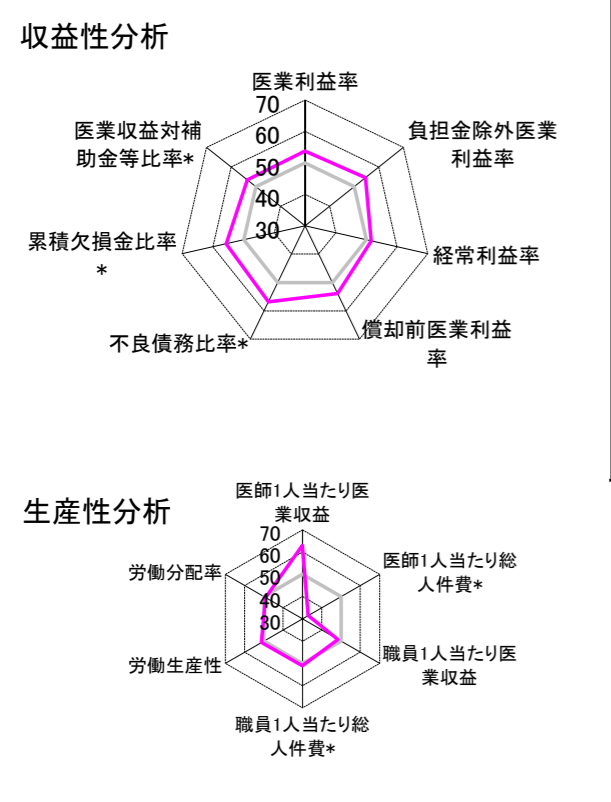 収益性分析
医業利益率
70
60
50
40
30
負担金除外医業
利益率
経常利益率
償却前医業利益
率
不良債務比率*
累積欠損金比率
*
医業収益対補
助金等比率*
生産性分析
医師1人当たり医
業収益
70
60
50
40
30
医師1人当たり総
人件費*
職員1人当たり医
業収益
職員1人当たり総
人件費*
労働生産性
労働分配率